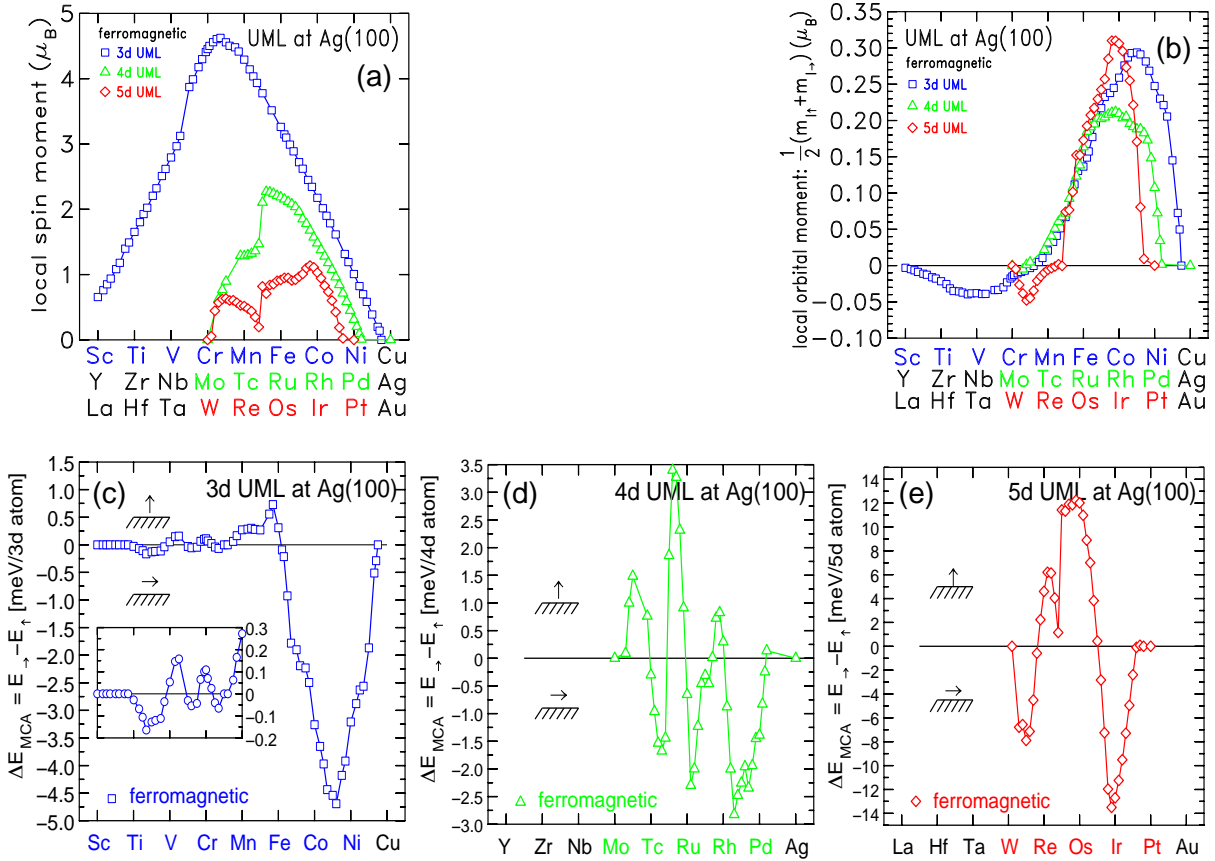 UML at Ag(100)
(a)
ferromagnetic
3d UML
4d UML
5d UML
local spin moment (μB)
5
4
3
2
1
0
Sc Ti V Cr Mn Fe Co Ni Cu
Y Zr Nb Mo Tc Ru Rh Pd Ag
La Hf Ta W Re Os Ir Pt Au
UML at Ag(100)
(b)
ferromagnetic
3d UML
4d UML
5d UML
local orbital moment: 1/2 (m l↑ + m l→) (μB)
0.35
0.30
0.25
0.20
0.15
0.10
0.05
0
−0.05
−0.10
Sc Ti V Cr Mn Fe Co Ni Cu
Y Zr Nb Mo Tc Ru Rh Pd Ag
La Hf Ta W Re Os Ir Pt Au
(c) 3d UML at Ag(100)
ΔE MCA = E→−E↑ [meV/3d atom]
1.5
1.0
0.5
0
−0.5
−1.0
−1.5
−2.0
−2.5
−3.0
−3.5
−4.0
−4.5
−5.0
0.3
0.2
0.1
0
−0.1
−0.2
ferromagnetic
Sc Ti V Cr Mn Fe Co Ni Cu
(d) 4d UML at Ag(100)
ΔE MCA = E→−E↑ [meV/4d atom]
3.5
3.0
2.5
2.0
1.5
1.0
0.5
0
−0.5
−1.0
−1.5
−2.0
−2.5
−3.0
ferromagnetic
Y Zr Nb Mo Tc Ru Rh Pd Ag
(e) 5d UML at Ag(100)
ΔE MCA = E→−E↑ [meV/5d atom]
14
12
10
8
6
4
2
0
−2
−4
−6
−8
−10
−12
−14
ferromagnetic
La Hf Ta W Re Os Ir Pt Au